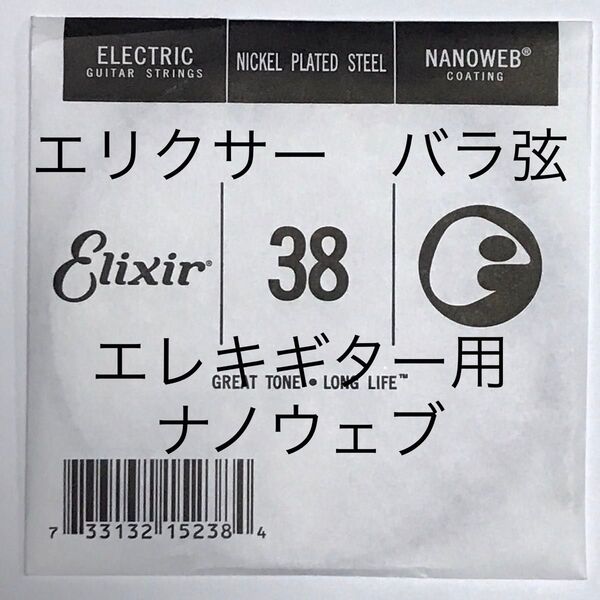 ELECTRIC
GUITAR STRINGS
NICKEL PLATED STEEL
NANOWEB®
COATING
エリクサー バラ弦
Elixir®
38
エレキギター用
GREAT TONE • LONG LIFE™
ナノウェブ
7 33132 15238 4